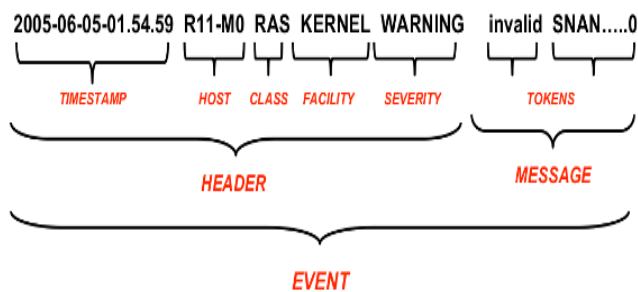 2005-06-05-01.54.59 R11-M0 RAS KERNEL WARNING invalid SNAN.....0
TIMESTAMP HOST CLASS FACILITY SEVERITY TOKENS
HEADER MESSAGE
EVENT